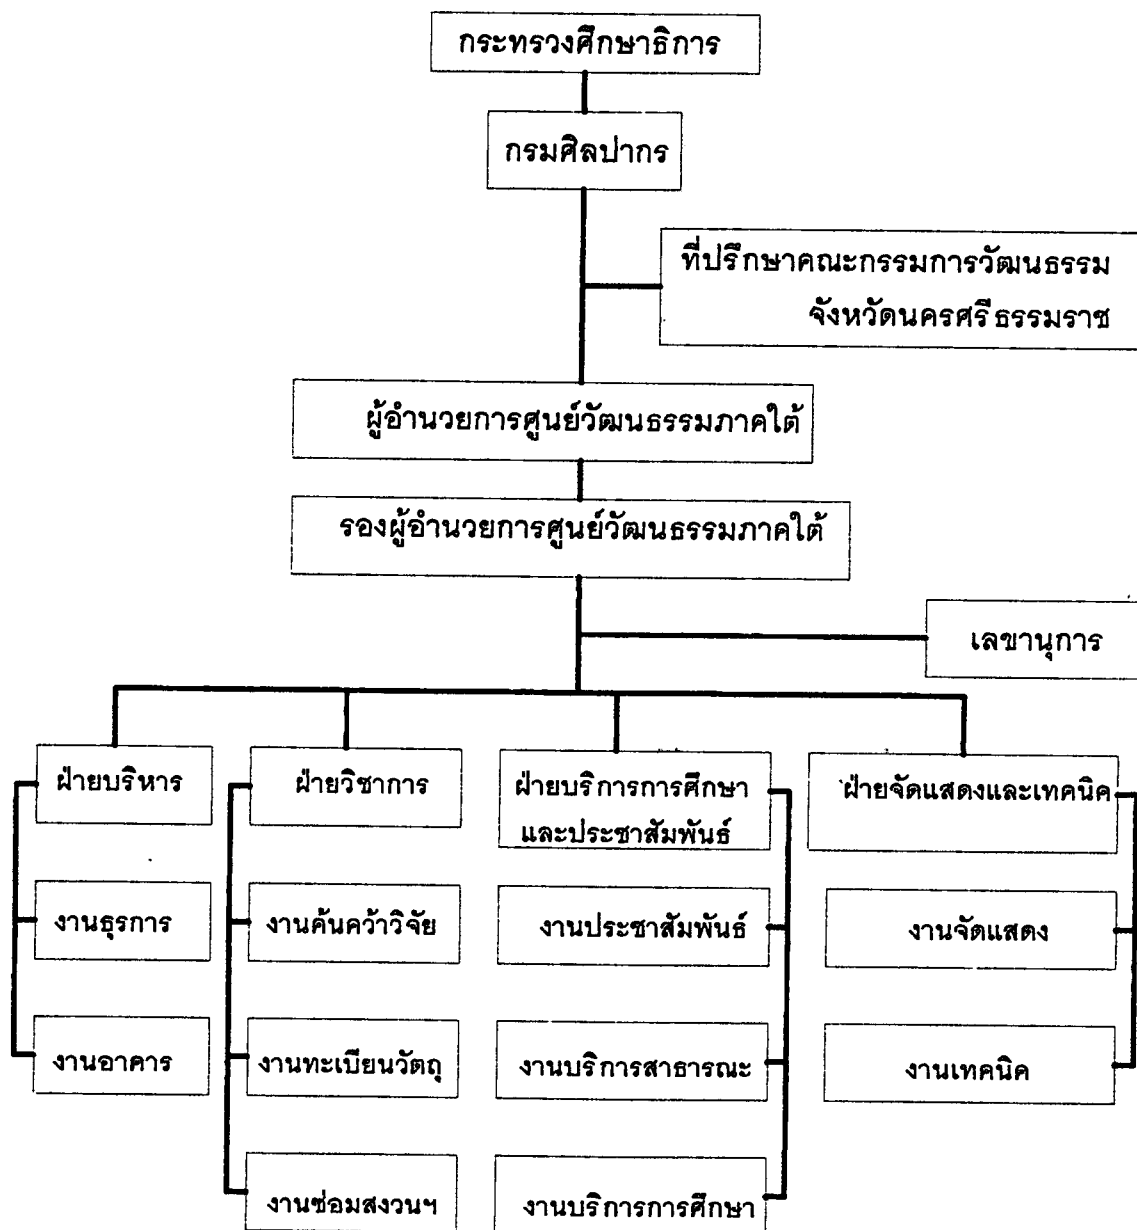 กระทรวงศึกษาธิการ
กรมศิลปากร
ที่ปรึกษาคณะกรรมการวัฒนธรรม
จังหวัดนครศรีธรรมราช
ผู้อำนวยการศูนย์วัฒนธรรมภาคใต้
รองผู้อำนวยการศูนย์วัฒนธรรมภาคใต้
เลขานุการ
ฝ่ายบริหาร
งานธุรการ
งานอาคาร
ฝ่ายวิชาการ
งานค้นคว้าวิจัย
งานทะเบียนวัตถุ
งานซ่อมสงวนฯ
ฝ่ายบริการการศึกษา
และประชาสัมพันธ์
งานประชาสัมพันธ์
งานบริการสาธารณะ
งานบริการการศึกษา
ฝ่ายจัดแสดงและเทคนิค
งานจัดแสดง
งานเทคนิค